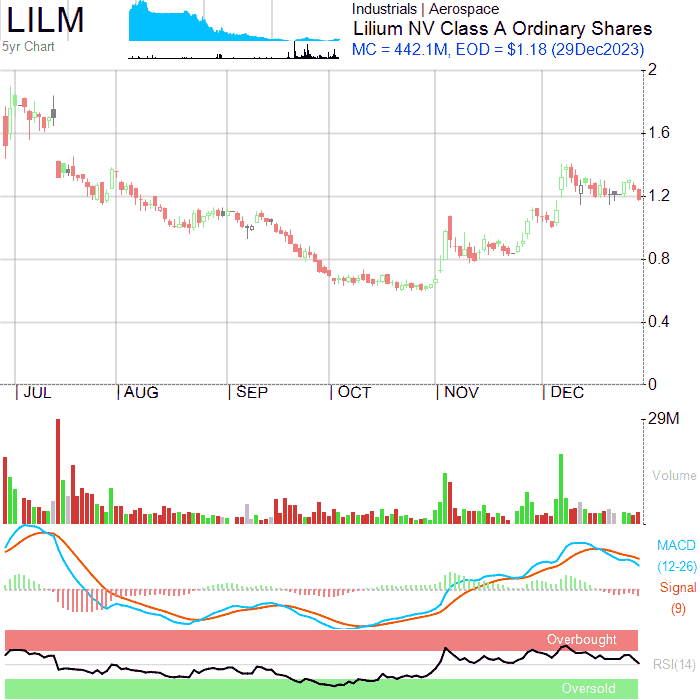 LILM
5yr Chart
Industrials | Aerospace
Lilium NV Class A Ordinary Shares
MC = 442.1M, EOD = $1.18 (29Dec2023)
2
1.6
1.2
0.8
0.4
0
JUL AUG SEP OCT NOV DEC
29M
Volume
MACD
(12-26)
Signal
(9)
Overbought
RSI(14)
Oversold